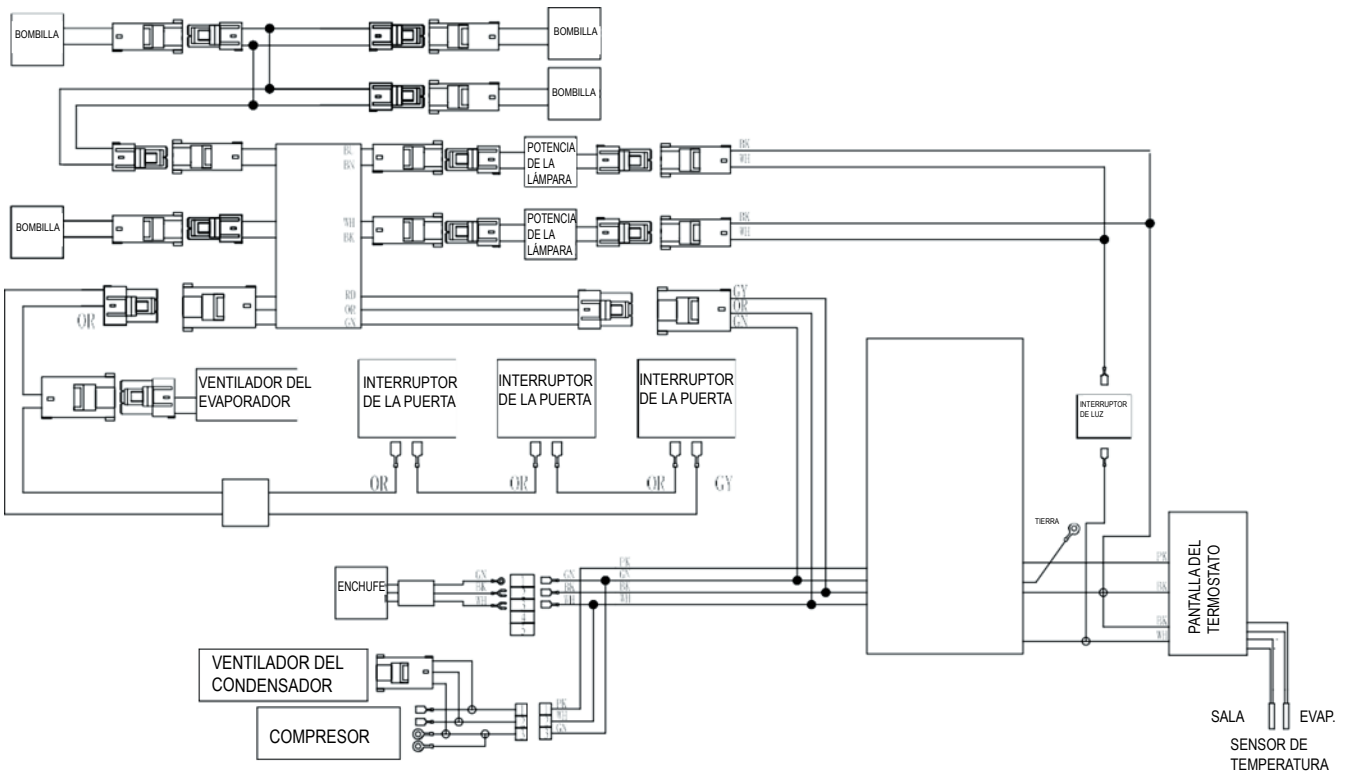 BOMBILLA
BOMBILLA
BOMBILLA
POTENCIA
DE LA
LÁMPARA
BK
WH
BN
BOMBILLA
WH
BK
POTENCIA
DE LA
LÁMPARA
BK
WH
RD
OR
GN
GY
OR
GN
OR
VENTILADOR DEL
EVAPORADOR
INTERRUPTOR
DE LA PUERTA
INTERRUPTOR
DE LA PUERTA
INTERRUPTOR
DE LA PUERTA
INTERRUPTOR
DE LUZ
OR
OR
OR
GY
TIERRA
ENCHUFE
GN
BK
WH
GN
BK
WH
PK
GN
BK
WH
PK
BK
BK
WH
PANTALLA DEL
TERMOSTATO
VENTILADOR DEL
CONDENSADOR
COMPRESOR
PK
WH
GN
SALA
EVAP.
SENSOR DE
TEMPERATURA